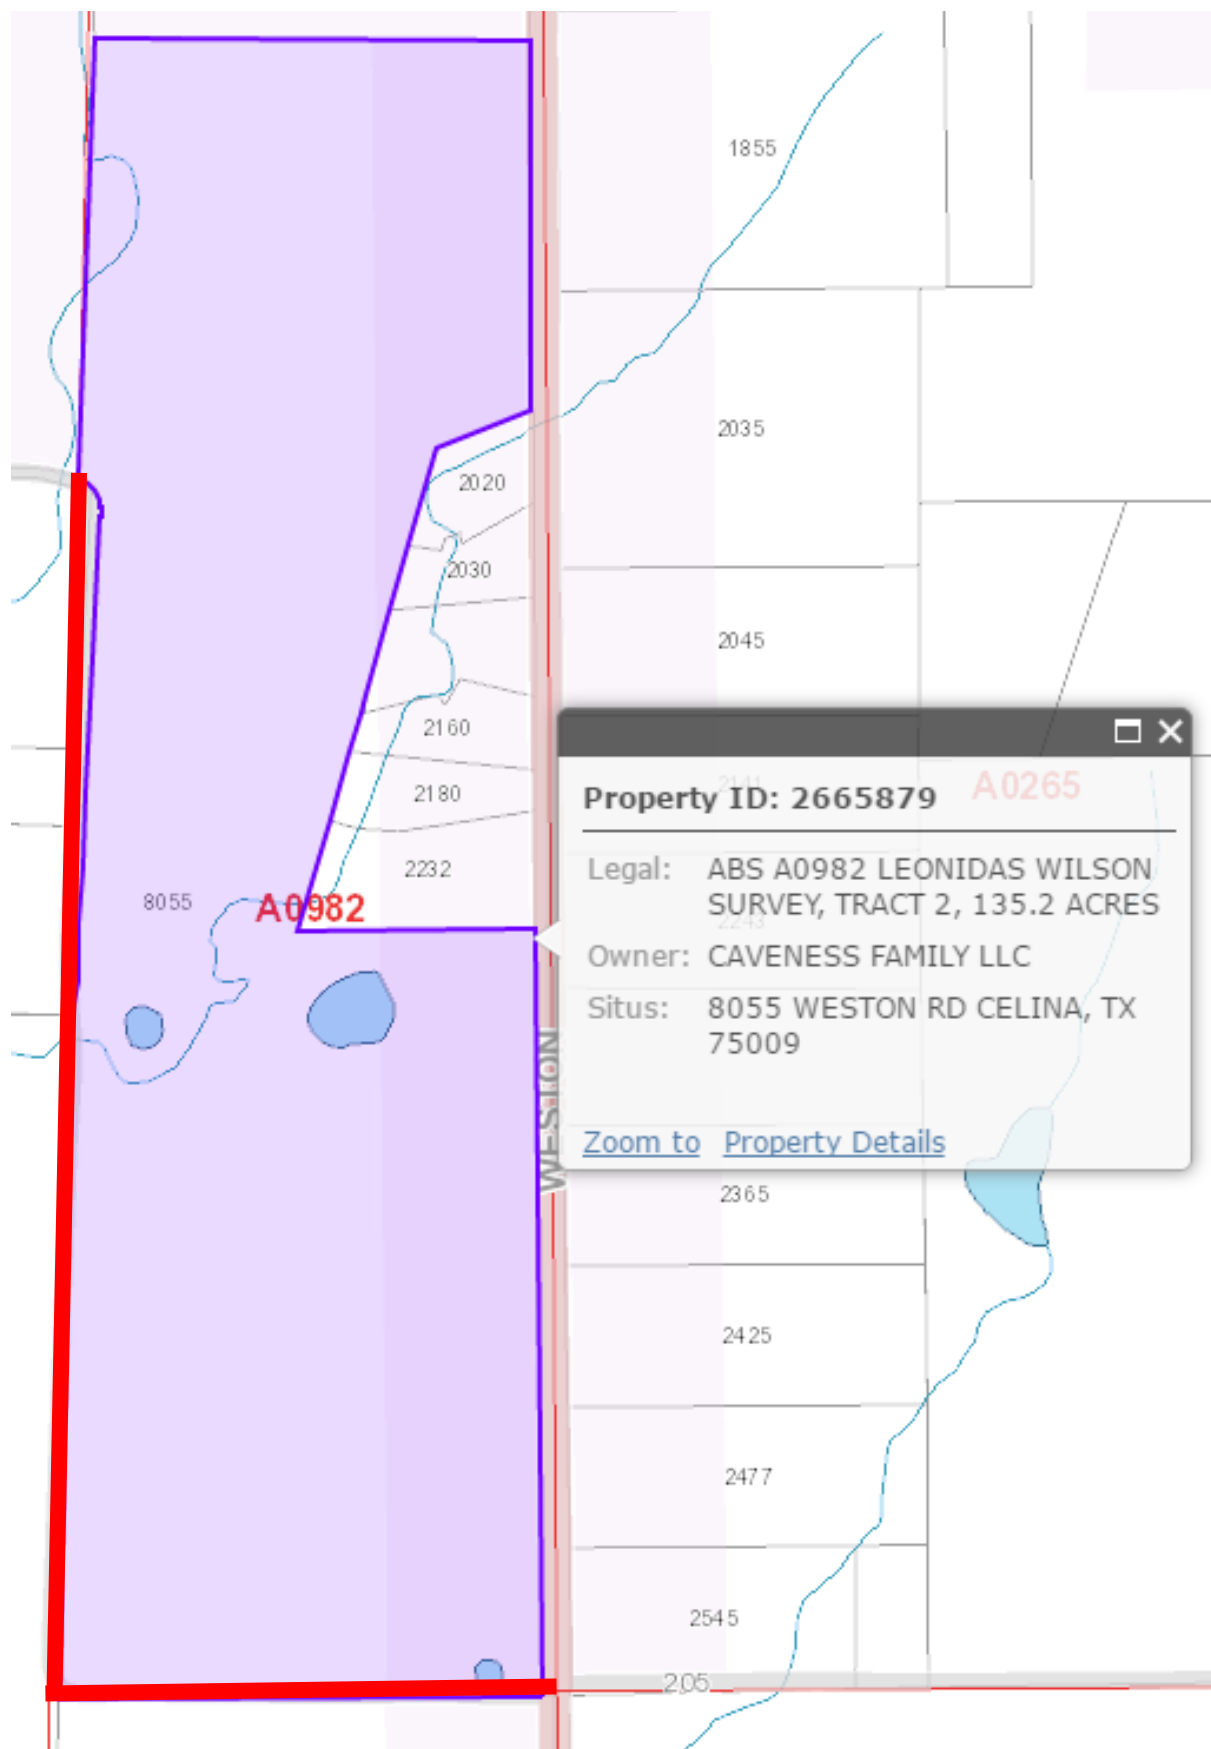 1855
2035
2020
2030
2045
2160
2141
A0265
2180
Property ID: 2665879
2232
Legal: ABS A0982 LEONIDAS WILSON
SURVEY, TRACT 2, 135.2 ACRES
8055
A0982
2243
Owner: CAVENESS FAMILY LLC
Situs: 8055 WESTON RD CELINA, TX
75009
WESTON
Zoom to Property Details
2365
2425
2477
2545
205